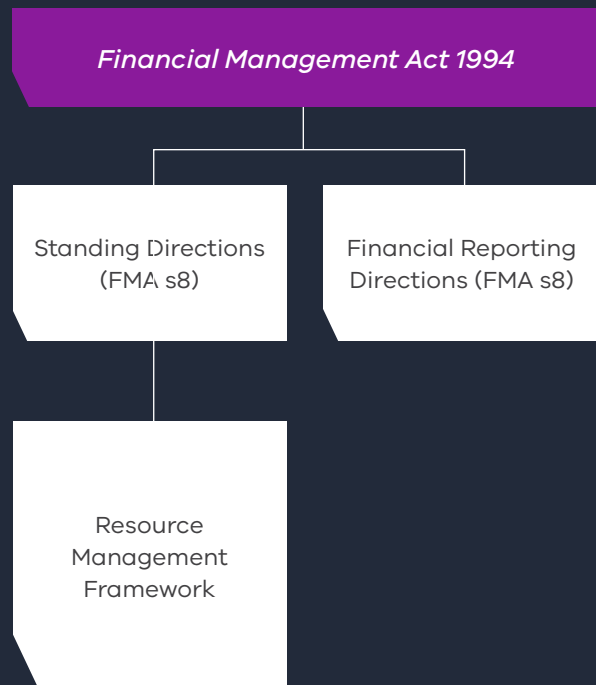 Financial Management Act 1994
Standing Directions
(FMA s8)
Financial Reporting
Directions (FMA s8)
Resource
Management
Framework